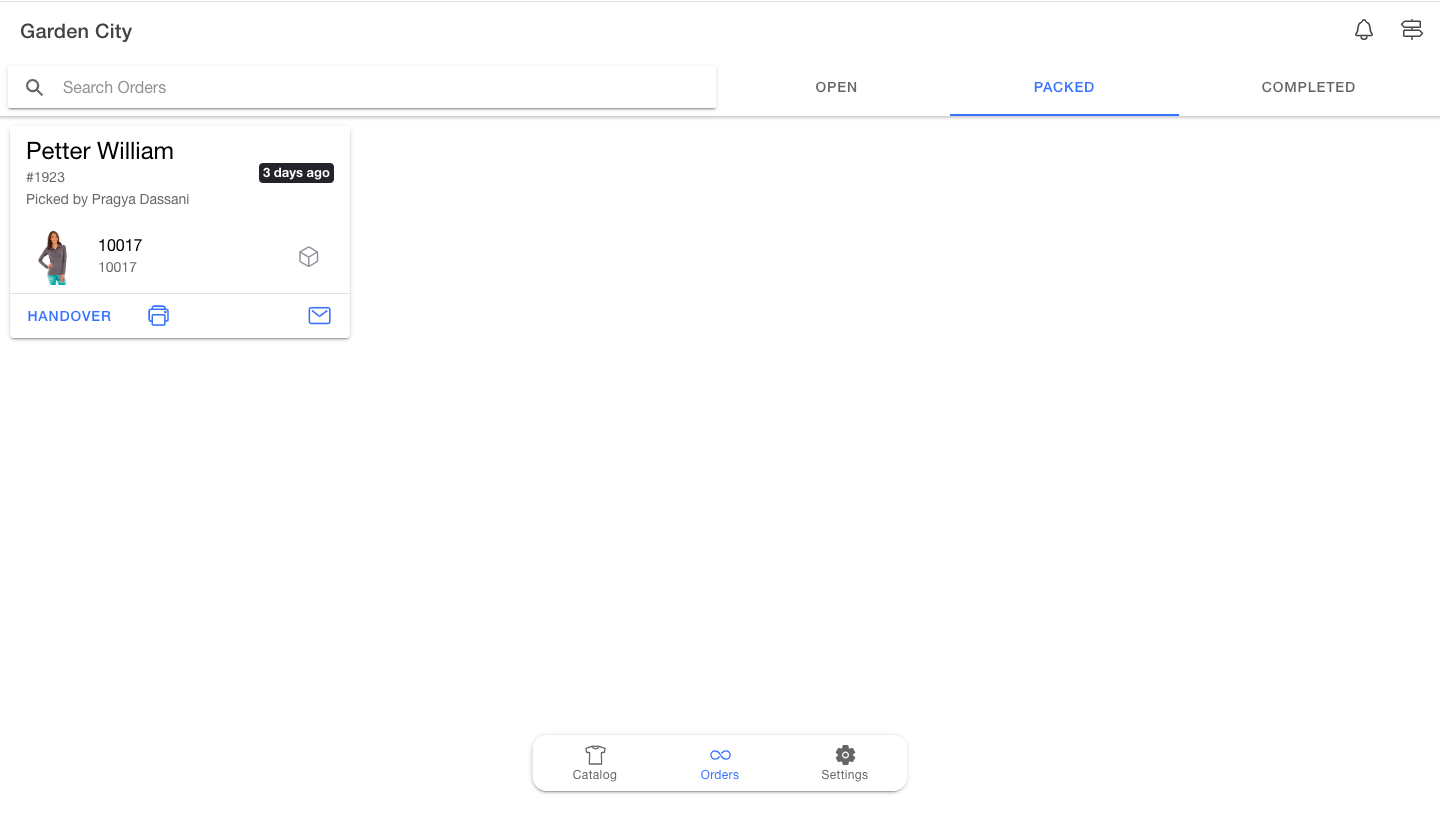 Garden City
Search Orders
OPEN
PACKED
COMPLETED
Petter William
#1923
3 days ago
Picked by Pragya Dassani
10017
10017
HANDOVER
Catalog
Orders
Settings